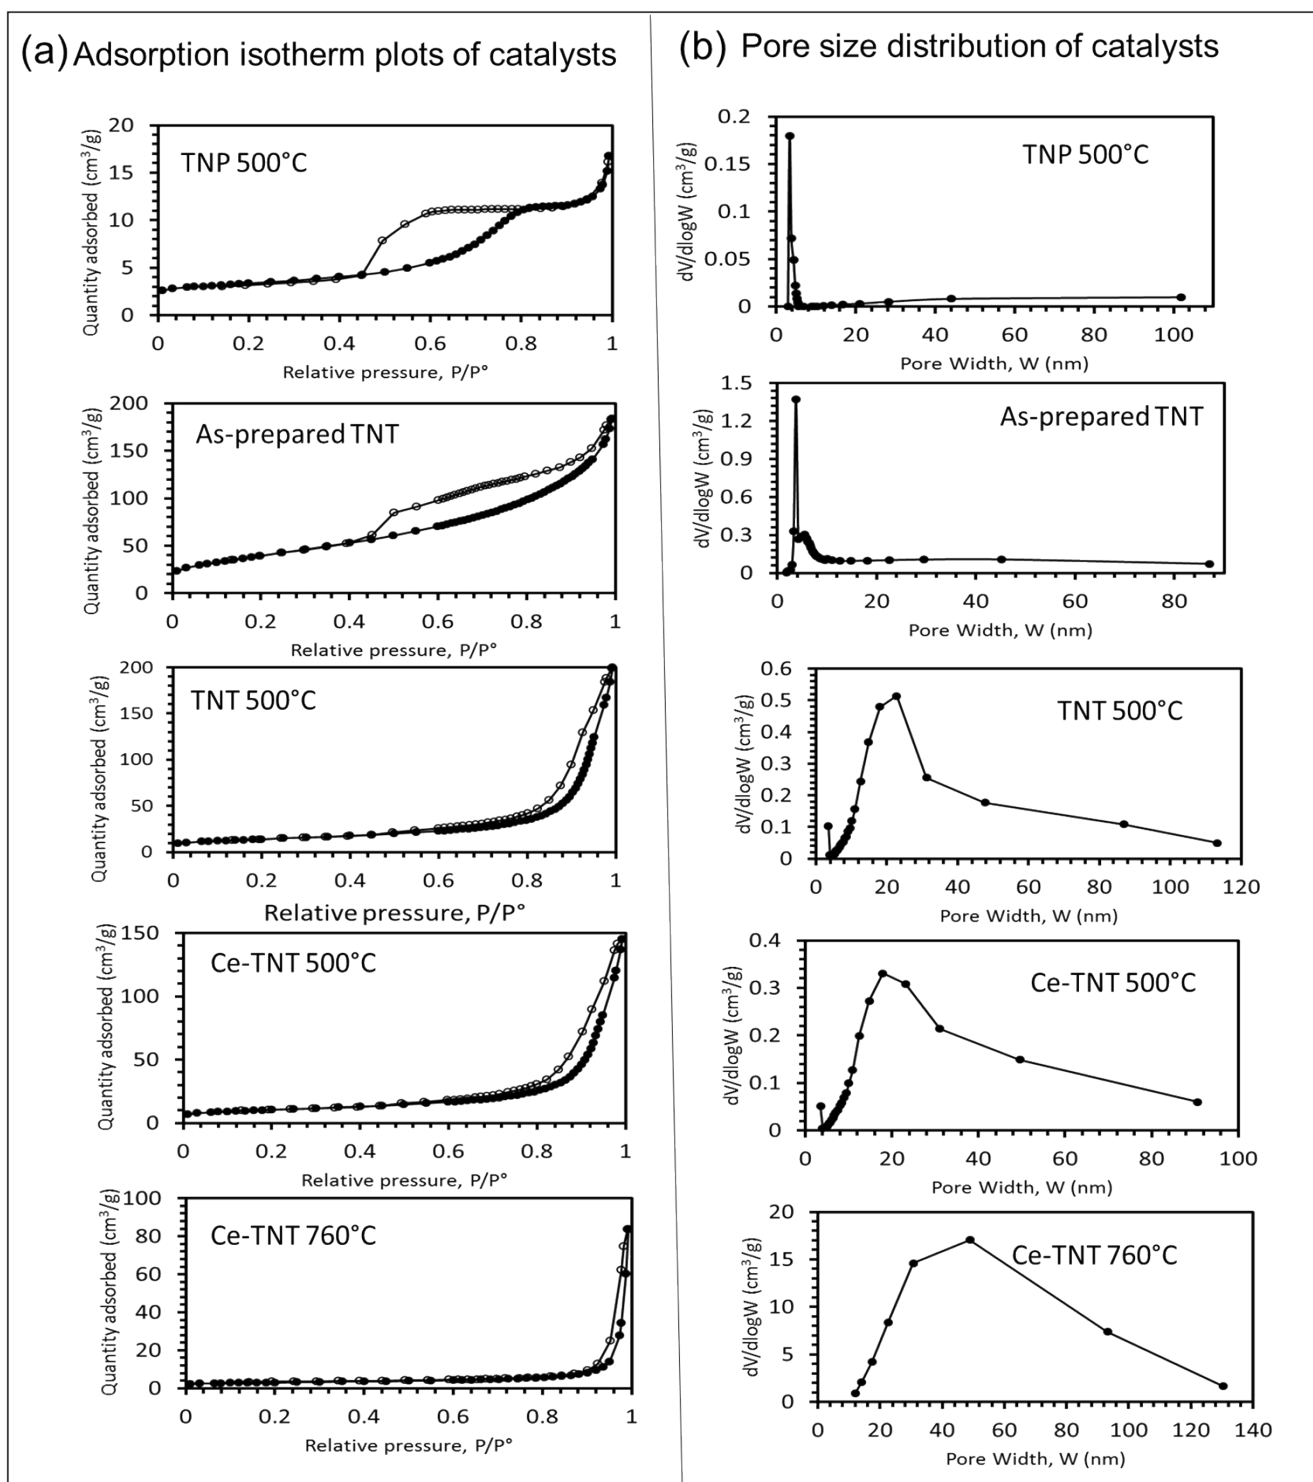 (a) Adsorption isotherm plots of catalysts
20
15
10
5
0
Quantity adsorbed (cm³/g)
TNP 500°C
0 0.2 0.4 0.6 0.8 1
Relative pressure, P/P°
200
150
100
50
0
Quantity adsorbed (cm³/g)
As-prepared TNT
0 0.2 0.4 0.6 0.8 1
Relative pressure, P/P°
200
150
100
50
0
Quantity adsorbed (cm³/g)
TNT 500°C
0 0.2 0.4 0.6 0.8 1
Relative pressure, P/P°
150
100
50
0
Quantity adsorbed (cm³/g)
Ce-TNT 500°C
0 0.2 0.4 0.6 0.8 1
Relative pressure, P/P°
100
80
60
40
20
0
Quantity adsorbed (cm³/g)
Ce-TNT 760°C
0 0.2 0.4 0.6 0.8 1
Relative pressure, P/P°
(b) Pore size distribution of catalysts
0.2
0.15
0.1
0.05
0
dV/dlogW (cm³/g)
TNP 500°C
0 20 40 60 80 100
Pore Width, W (nm)
1.5
1.2
0.9
0.6
0.3
0
dV/dlogW (cm³/g)
As-prepared TNT
0 20 40 60 80
Pore Width, W (nm)
0.6
0.5
0.4
0.3
0.2
0.1
0
dV/dlogW (cm³/g)
TNT 500°C
0 20 40 60 80 100 120
Pore Width, W (nm)
0.4
0.3
0.2
0.1
0
dV/dlogW (cm³/g)
Ce-TNT 500°C
0 20 40 60 80 100
Pore Width, W (nm)
20
15
10
5
0
dV/dlogW (cm³/g)
Ce-TNT 760°C
0 20 40 60 80 100 120 140
Pore Width, W (nm)